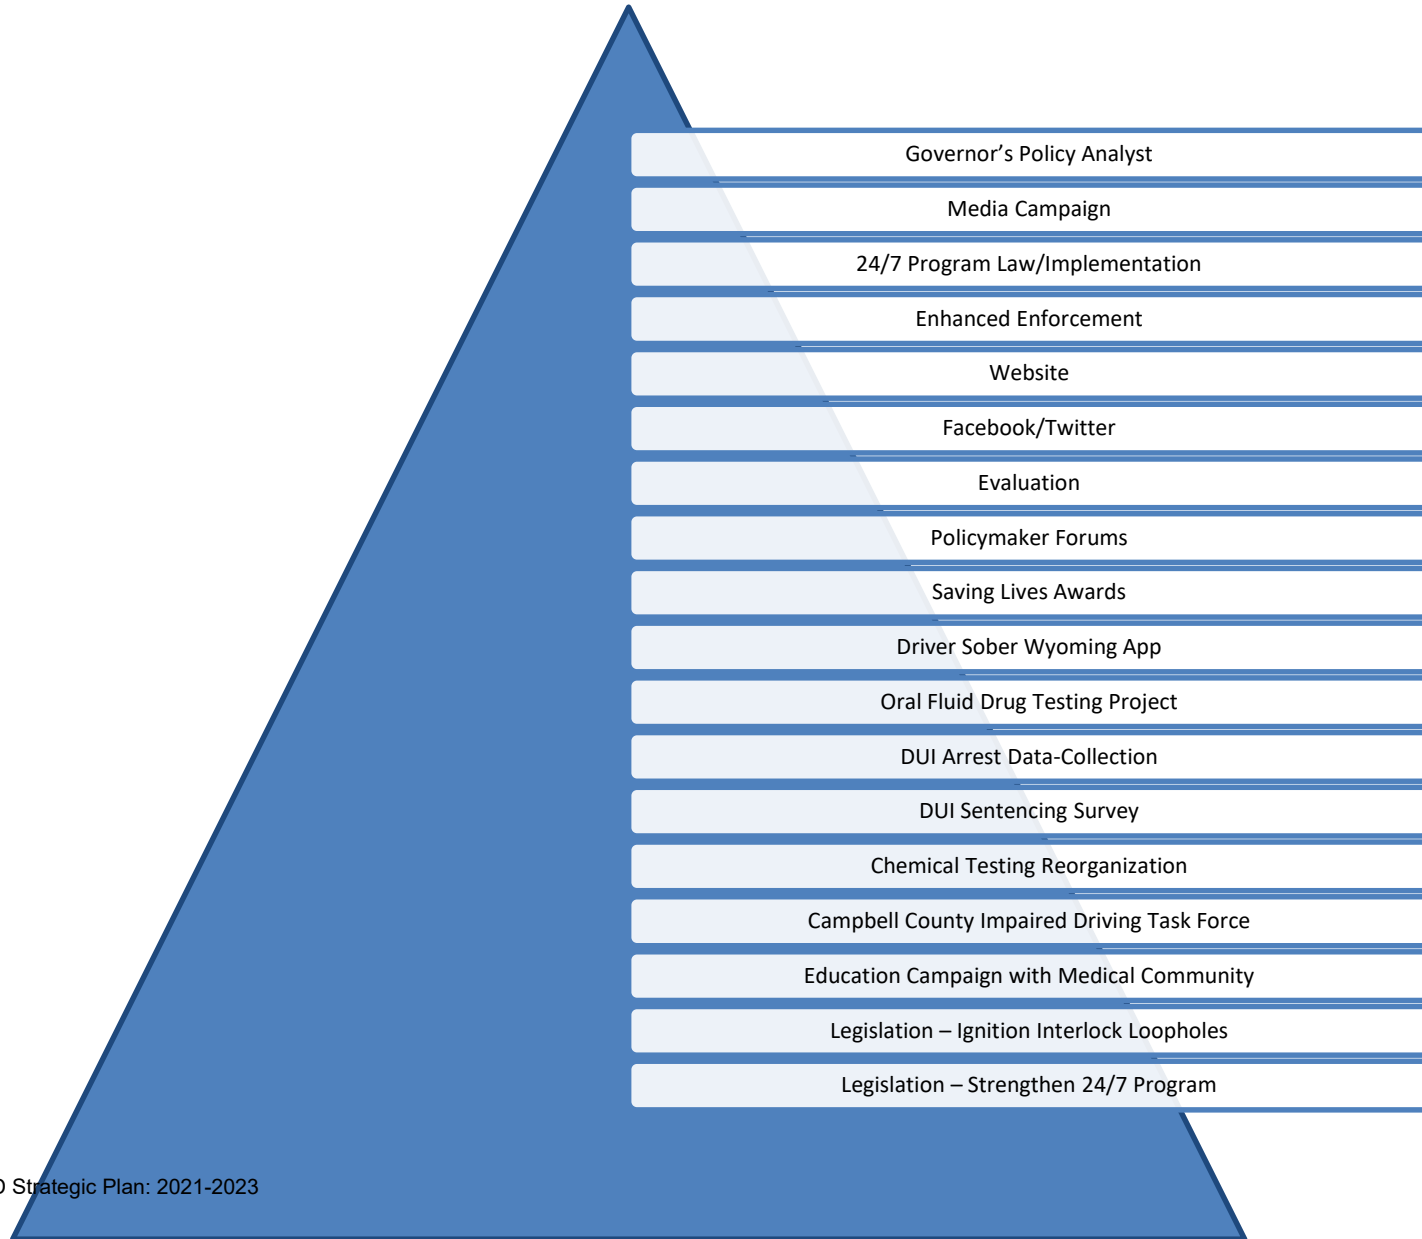 Governor’s Policy Analyst
Media Campaign
24/7 Program Law/Implementation
Enhanced Enforcement
Website
Facebook/Twitter
Evaluation
Policymaker Forums
Saving Lives Awards
Driver Sober Wyoming App
Oral Fluid Drug Testing Project
DUI Arrest Data-Collection
DUI Sentencing Survey
Chemical Testing Reorganization
Campbell County Impaired Driving Task Force
Education Campaign with Medical Community
Legislation – Ignition Interlock Loopholes
Legislation – Strengthen 24/7 Program
Strategic Plan: 2021-2023